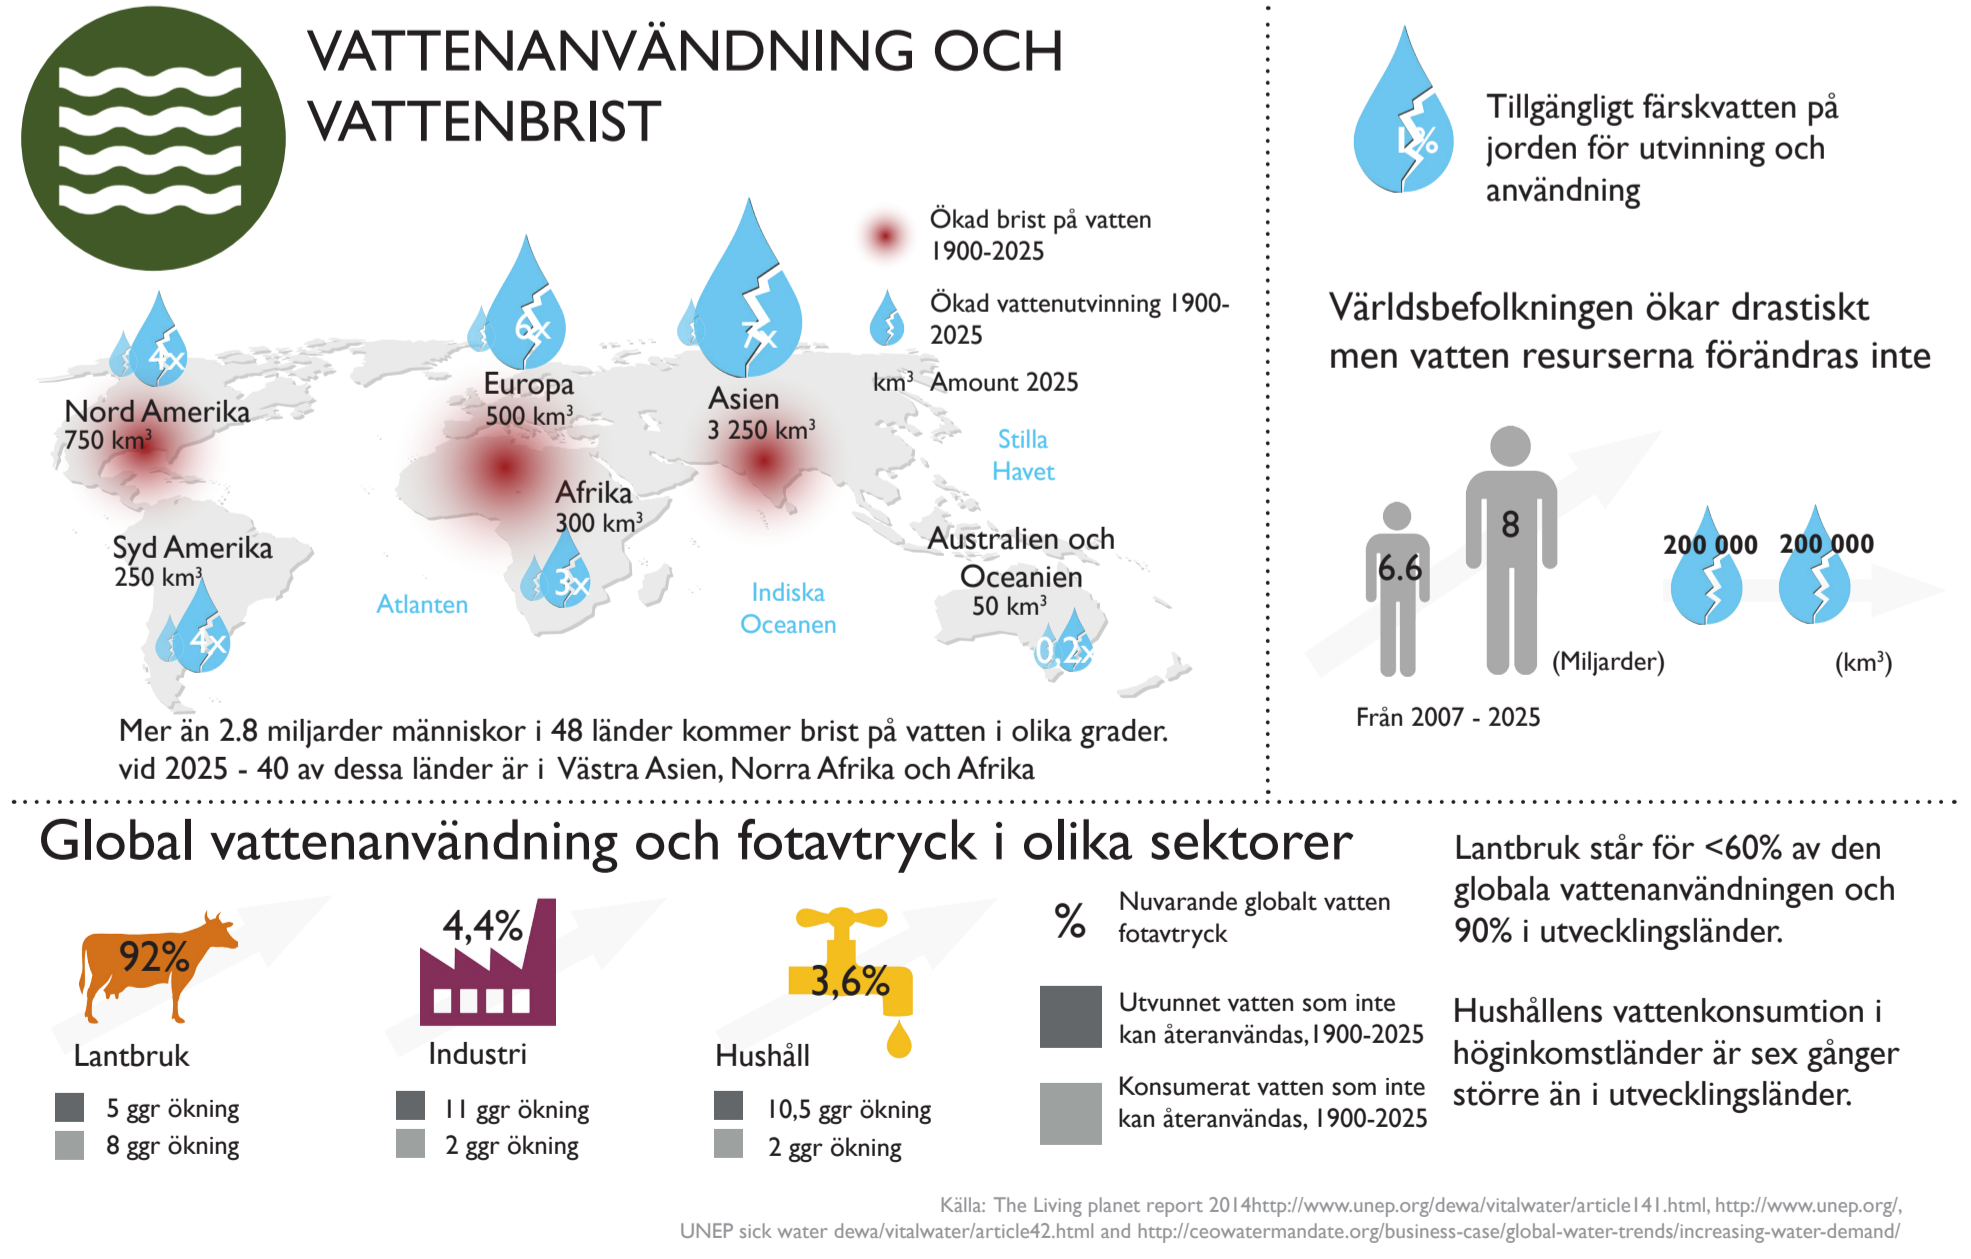 VATTENANVÄNDNING OCH
VATTENBRIST
Ökad brist på vatten
1900-2025
Ökad vattenutvinning 1900-
2025
km³ Amount 2025
4x
Nord Amerika
750 km³
6x
Europa
500 km³
7x
Asien
3 250 km³
Stilla
Havet
Afrika
300 km³
3x
Syd Amerika
250 km³
4x
Atlanten
Indiska
Oceanen
Australien och
Oceanien
50 km³
0,2x
Mer än 2.8 miljarder människor i 48 länder kommer brist på vatten i olika grader.
vid 2025 - 40 av dessa länder är i Västra Asien, Norra Afrika och Afrika
1%
Tillgängligt färskvatten på
jorden för utvinning och
användning
Världsbefolkningen ökar drastiskt
men vatten resurserna förändras inte
6.6
8
(Miljarder)
200 000 200 000
(km³)
Från 2007 - 2025
Global vattenanvändning och fotavtryck i olika sektorer
92%
Lantbruk
5 ggr ökning
8 ggr ökning
4,4%
Industri
11 ggr ökning
2 ggr ökning
3,6%
Hushåll
10,5 ggr ökning
2 ggr ökning
% Nuvarande globalt vatten
fotavtryck
Utvunnet vatten som inte
kan återanvändas,1900-2025
Konsumerat vatten som inte
kan återanvändas, 1900-2025
Lantbruk står för <60% av den
globala vattenanvändningen och
90% i utvecklingsländer.
Hushållens vattenkonsumtion i
höginkomstländer är sex gånger
större än i utvecklingsländer.
Källa: The Living planet report 2014http://www.unep.org/dewa/vitalwater/article141.html, http://www.unep.org/,
UNEP sick water dewa/vitalwater/article42.html and http://ceowatermandate.org/business-case/global-water-trends/increasing-water-demand/